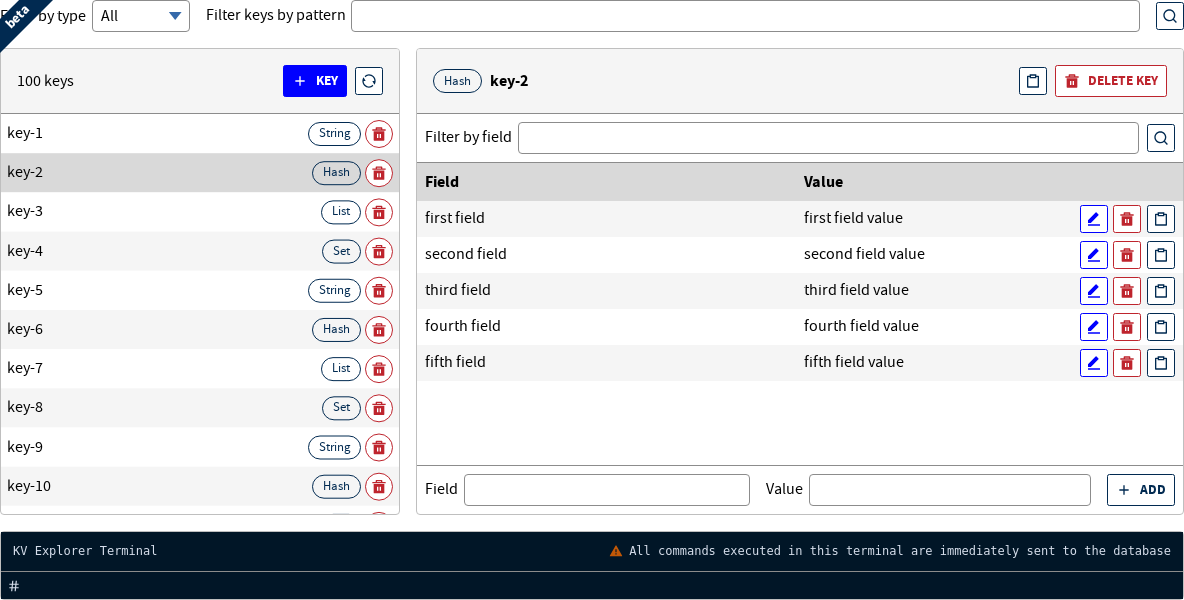 beta
by type All Filter keys by pattern
100 keys + KEY
key-1 String
key-2 Hash
key-3 List
key-4 Set
key-5 String
key-6 Hash
key-7 List
key-8 Set
key-9 String
key-10 Hash
Hash key-2 DELETE KEY
Filter by field
Field Value
first field first field value
second field second field value
third field third field value
fourth field fourth field value
fifth field fifth field value
Field Value + ADD
KV Explorer Terminal All commands executed in this terminal are immediately sent to the database
#